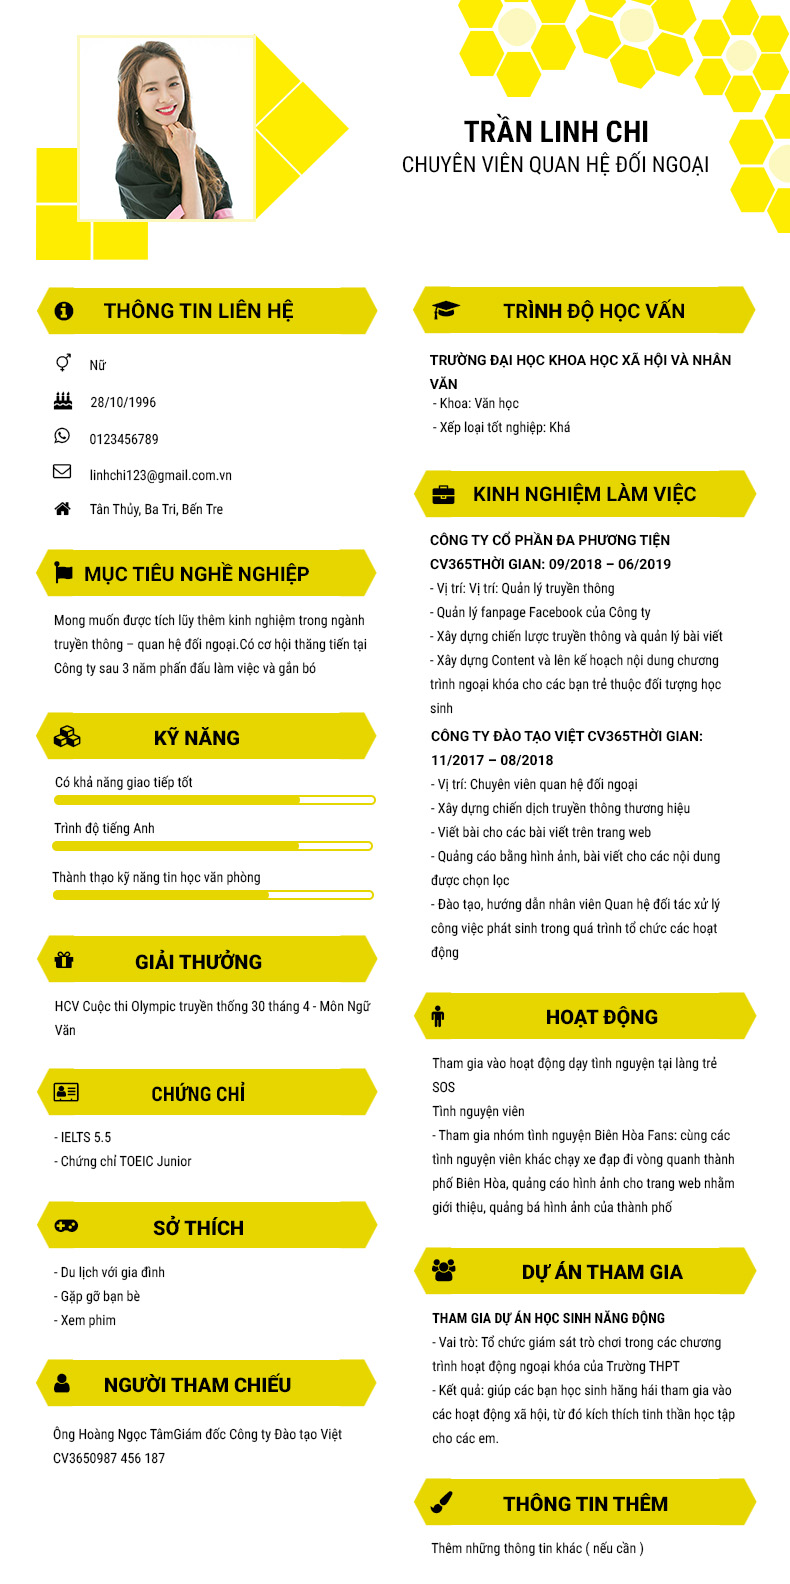 TRẦN LINH CHI
CHUYÊN VIÊN QUAN HỆ ĐỐI NGOẠI
THÔNG TIN LIÊN HỆ
Nữ
28/10/1996
0123456789
linhchi123@gmail.com.vn
Tân Thủy, Ba Tri, Bến Tre
MỤC TIÊU NGHỀ NGHIỆP
Mong muốn được tích lũy thêm kinh nghiệm trong ngành
truyền thông – quan hệ đối ngoại.Có cơ hội thăng tiến tại
Công ty sau 3 năm phấn đấu làm việc và gắn bó
KỸ NĂNG
Có khả năng giao tiếp tốt
Trình độ tiếng Anh
Thành thạo kỹ năng tin học văn phòng
GIẢI THƯỞNG
HCV Cuộc thi Olympic truyền thống 30 tháng 4 - Môn Ngữ
Văn
CHỨNG CHỈ
- IELTS 5.5
- Chứng chỉ TOEIC Junior
SỞ THÍCH
- Du lịch với gia đình
- Gặp gỡ bạn bè
- Xem phim
NGƯỜI THAM CHIẾU
Ông Hoàng Ngọc TâmGiám đốc Công ty Đào tạo Việt
CV3650987 456 187
TRÌNH ĐỘ HỌC VẤN
TRƯỜNG ĐẠI HỌC KHOA HỌC XÃ HỘI VÀ NHÂN
VĂN
- Khoa: Văn học
- Xếp loại tốt nghiệp: Khá
KINH NGHIỆM LÀM VIỆC
CÔNG TY CỔ PHẦN ĐA PHƯƠNG TIỆN
CV365THỜI GIAN: 09/2018 – 06/2019
- Vị trí: Vị trí: Quản lý truyền thông
- Quản lý fanpage Facebook của Công ty
- Xây dựng chiến lược truyền thông và quản lý bài viết
- Xây dựng Content và lên kế hoạch nội dung chương
trình ngoại khóa cho các bạn trẻ thuộc đối tượng học
sinh
CÔNG TY ĐÀO TẠO VIỆT CV365THỜI GIAN:
11/2017 – 08/2018
- Vị trí: Chuyên viên quan hệ đối ngoại
- Xây dựng chiến dịch truyền thông thương hiệu
- Viết bài cho các bài viết trên trang web
- Quảng cáo bằng hình ảnh, bài viết cho các nội dung
được chọn lọc
- Đào tạo, hướng dẫn nhân viên Quan hệ đối tác xử lý
công việc phát sinh trong quá trình tổ chức các hoạt
động
HOẠT ĐỘNG
Tham gia vào hoạt động dạy tình nguyện tại làng trẻ
SOS
Tình nguyện viên
- Tham gia nhóm tình nguyện Biên Hòa Fans: cùng các
tình nguyện viên khác chạy xe đạp đi vòng quanh thành
phố Biên Hòa, quảng cáo hình ảnh cho trang web nhằm
giới thiệu, quảng bá hình ảnh của thành phố
DỰ ÁN THAM GIA
THAM GIA DỰ ÁN HỌC SINH NĂNG ĐỘNG
- Vai trò: Tổ chức giám sát trò chơi trong các chương
trình hoạt động ngoại khóa của Trường THPT
- Kết quả: giúp các bạn học sinh hăng hái tham gia vào
các hoạt động xã hội, từ đó kích thích tinh thần học tập
cho các em.
THÔNG TIN THÊM
Thêm những thông tin khác ( nếu cần )